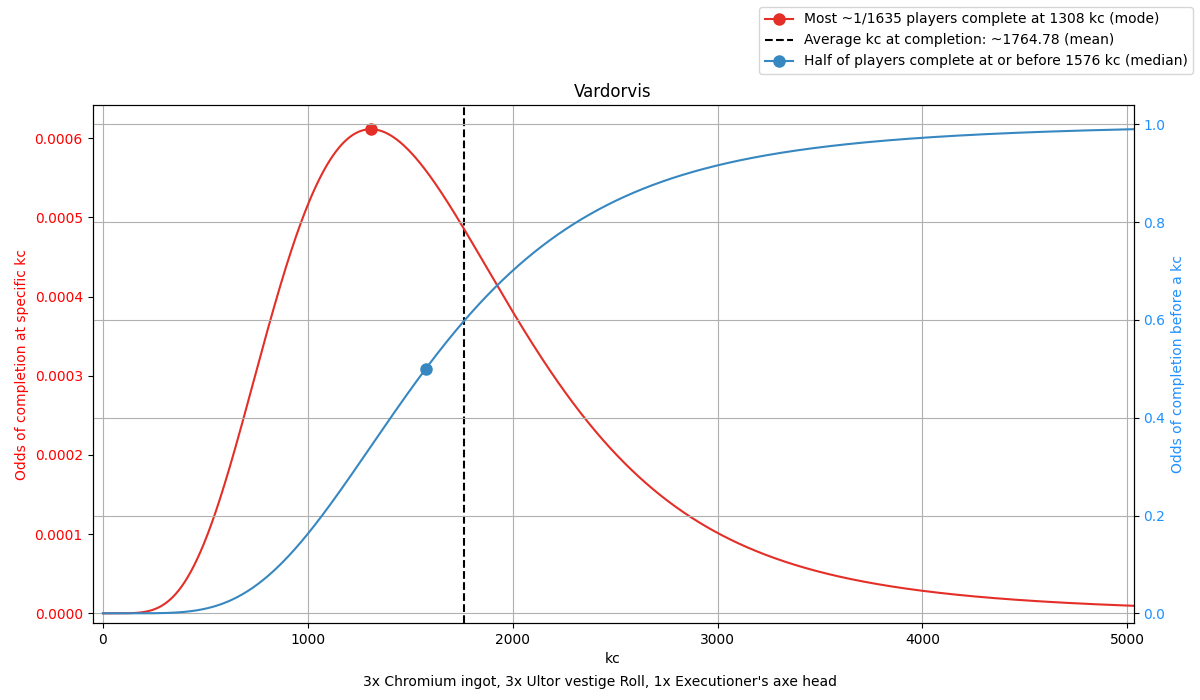 Most ~1/1635 players complete at 1308 kc (mode)
Average kc at completion: ~1764.78 (mean)
Half of players complete at or before 1576 kc (median)
Vardorvis
Odds of completion at specific kc
0.0006
0.0005
0.0004
0.0003
0.0002
0.0001
0.0000
1.0
0.8
0.6
0.4
0.2
0.0
Odds of completion before a kc
0 1000 2000 3000 4000 5000
kc
3x Chromium ingot, 3x Ultor vestige Roll, 1x Executioner's axe head